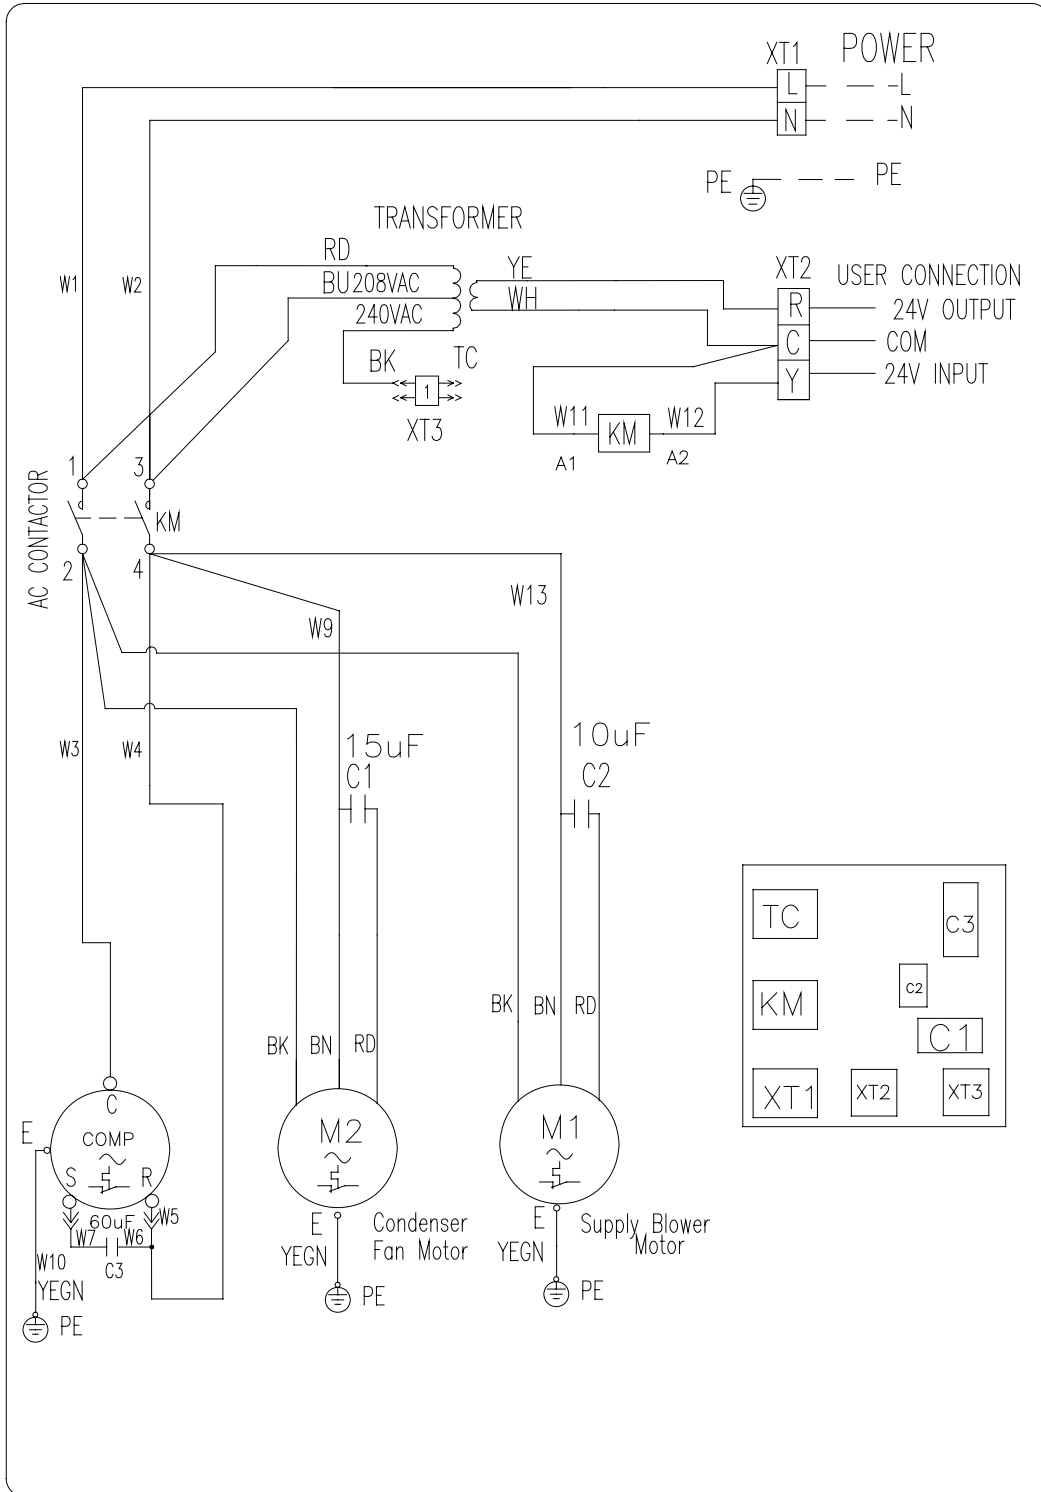 POWER
XT1
L
L
N
N
PE
PE
TRANSFORMER
RD
BU 208VAC
240VAC
YE
WH
XT2
USER CONNECTION
R
24V OUTPUT
C
COM
Y
24V INPUT
W1
W2
BK
TC
1
XT3
W11
KM
W12
A1
A2
1
3
AC CONTACTOR
KM
2
4
W13
W9
W3
W4
15uF
C1
10uF
C2
TC
C3
C2
KM
C1
XT1
XT2
XT3
BK
BN
RD
BK
BN
RD
C
E
COMP
S
R
M2
M1
60uF
W5
W7
W6
W10
C3
YEGN
PE
E
YEGN
Condenser
Fan Motor
PE
E
YEGN
Supply Blower
Motor
PE